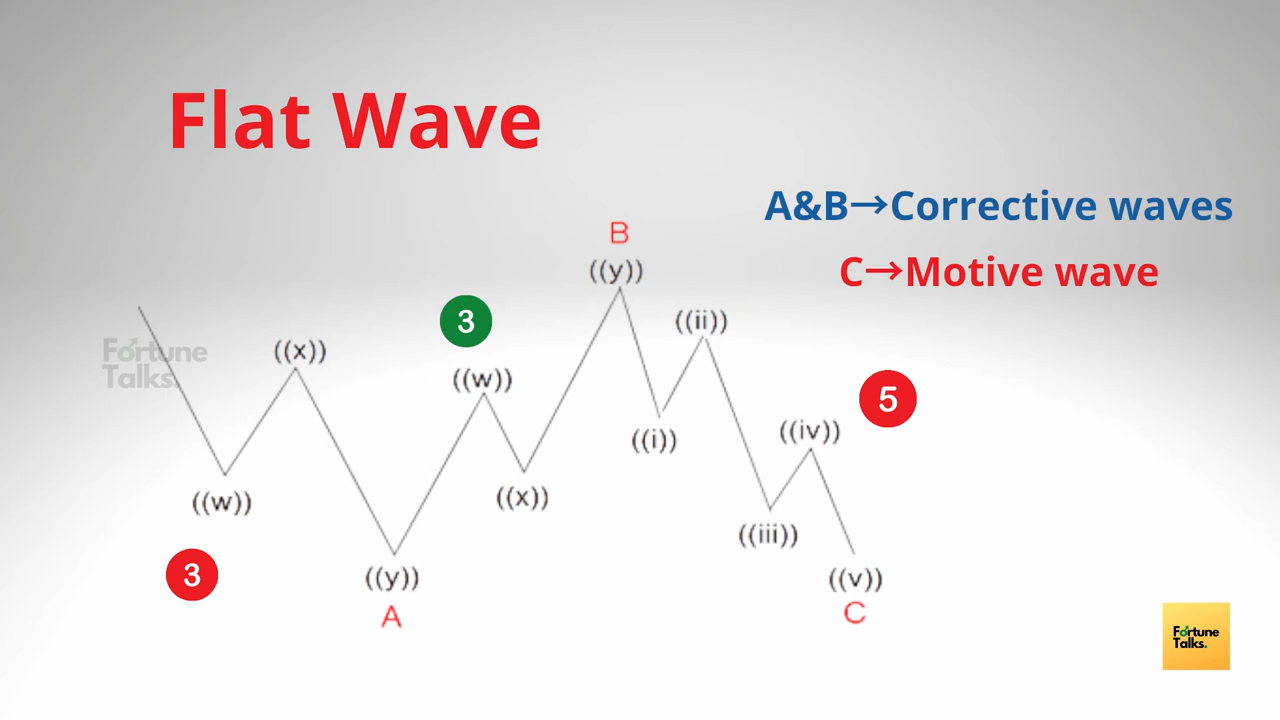 Flat Wave
A&B→Corrective waves
C→Motive wave
B
((y))
3
((ii))
Fortune
Talks.
((x))
((w))
5
((i))
((iv))
((w))
((x))
((iii))
3
((y))
A
((v))
C
Fortune
Talks.